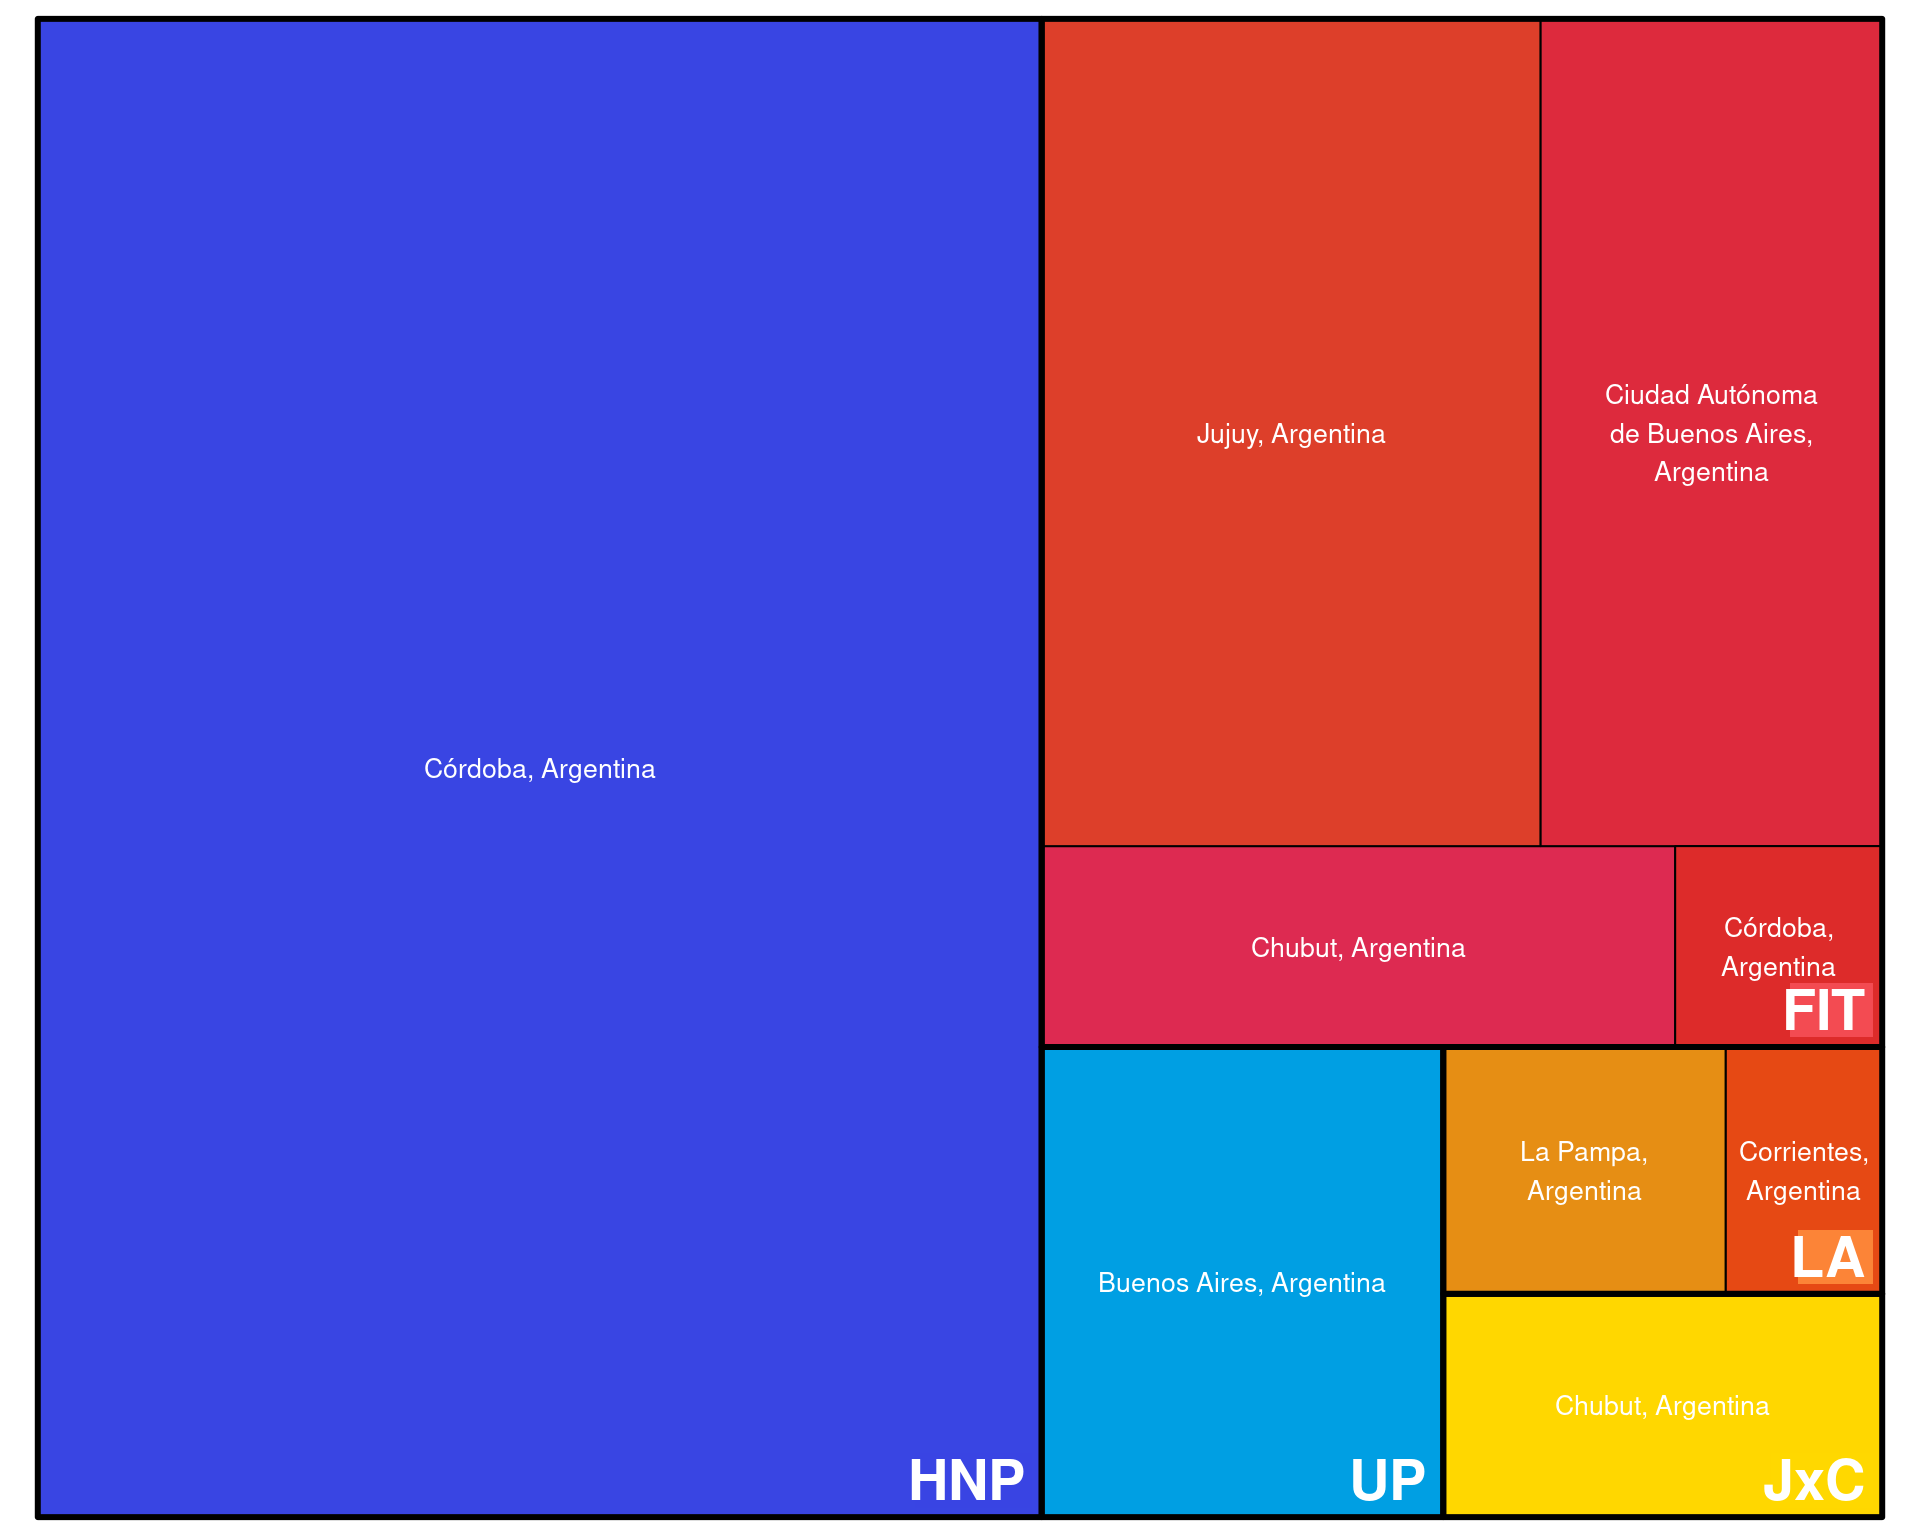 Córdoba, Argentina
HNP
Jujuy, Argentina
Ciudad Autónoma
de Buenos Aires,
Argentina
Chubut, Argentina
Córdoba,
Argentina
FIT
Buenos Aires, Argentina
UP
La Pampa,
Argentina
Corrientes,
Argentina
LA
Chubut, Argentina
JxC